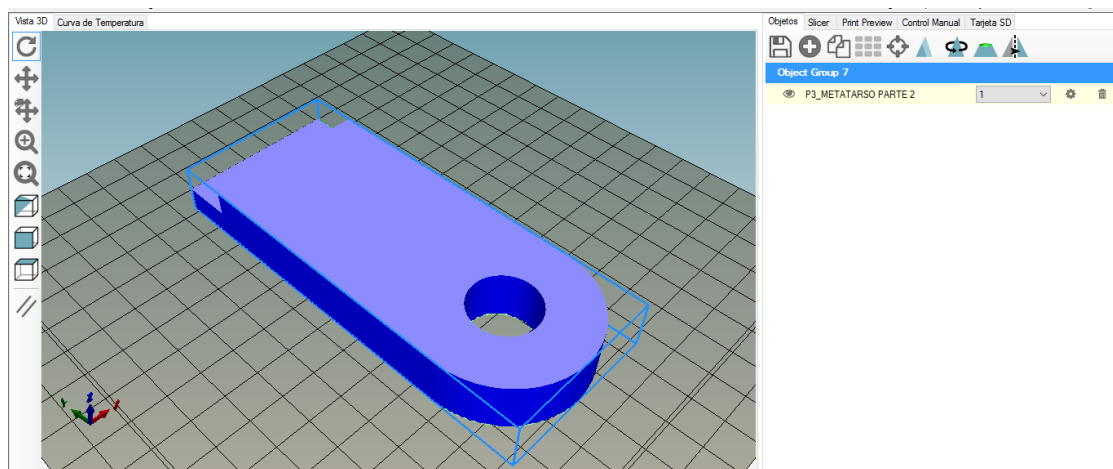 Vista 3D Curva de Temperatura
Objetos Slicer Print Preview Control Manual Tarjeta SD
Object Group 7
P3_METATARSO PARTE 2 1